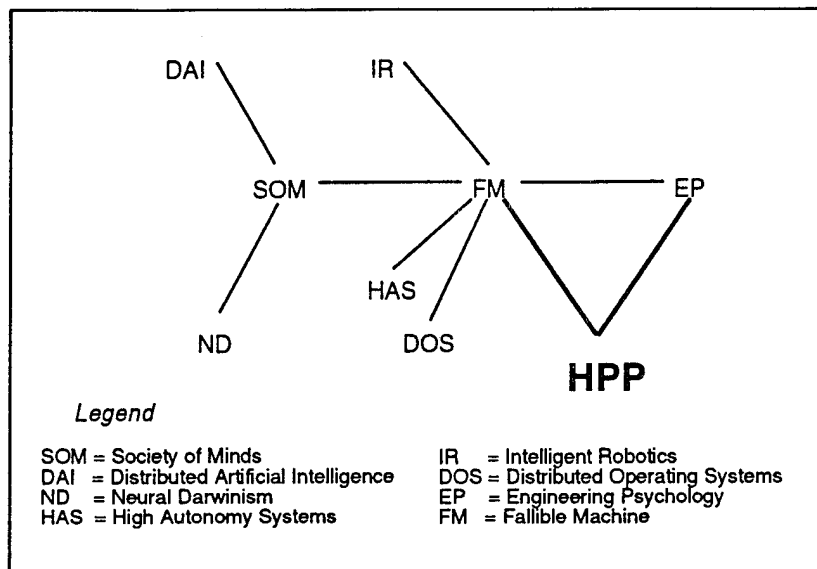 DAI
IR
SOM
FM
EP
HAS
ND
DOS
HPP
Legend
SOM = Society of Minds
DAI = Distributed Artificial Intelligence
ND = Neural Darwinism
HAS = High Autonomy Systems
IR = Intelligent Robotics
DOS = Distributed Operating Systems
EP = Engineering Psychology
FM = Fallible Machine